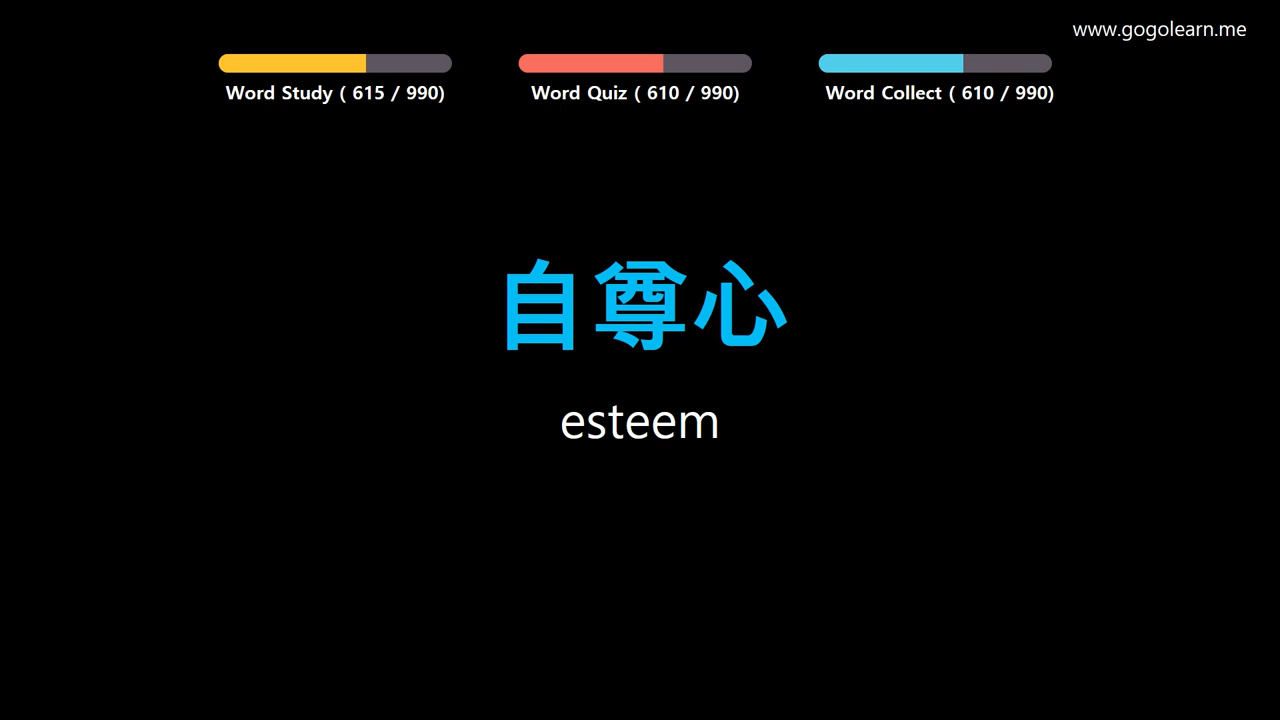 www.gogolearn.me
Word Study ( 615 / 990)
Word Quiz ( 610 / 990)
Word Collect ( 610 / 990)
自尊心
esteem